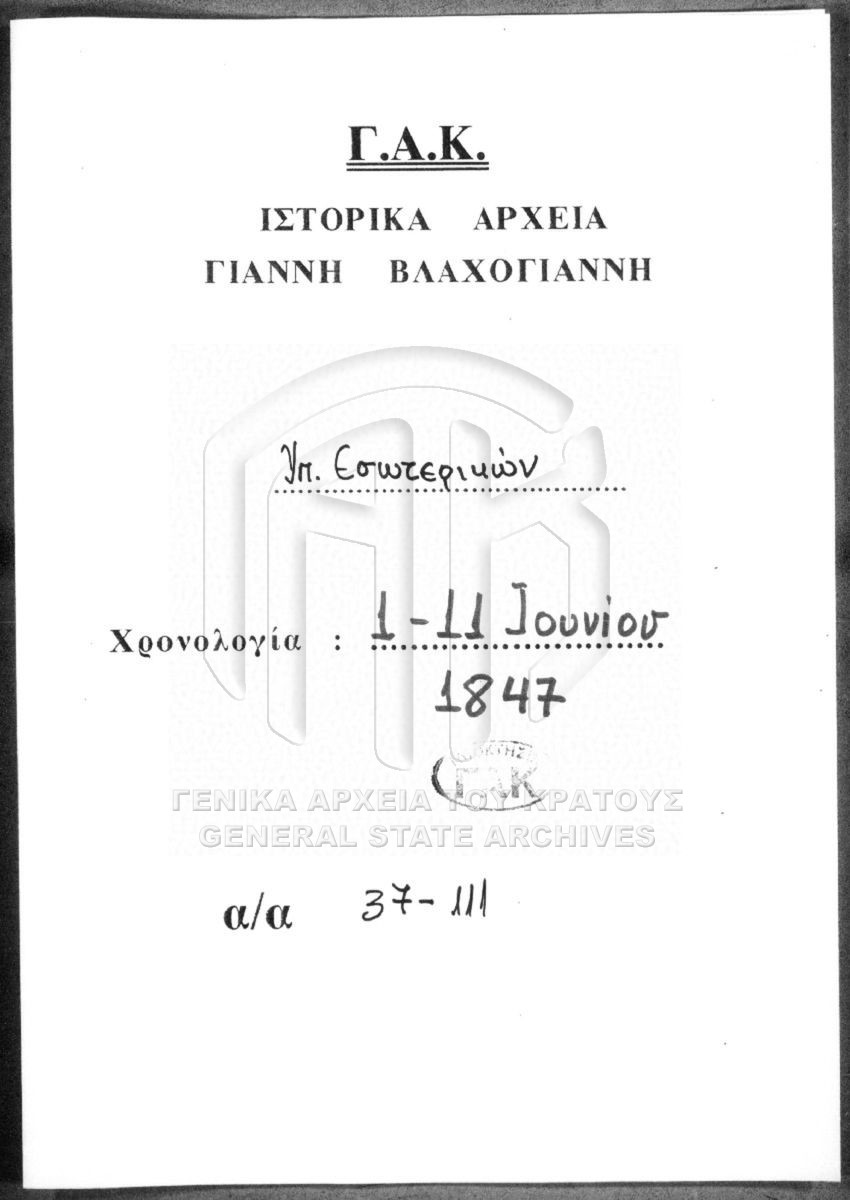 Γ.Α.Κ.
ΙΣΤΟΡΙΚΑ ΑΡΧΕΙΑ
ΓΙΑΝΝΗ ΒΛΑΧΟΓΙΑΝΝΗ
Υπ. Εσωτερικών
Χρονολογία : 1-11 Ιουνίου
1847
ΓΑΚ
ΓΕΝΙΚΑ ΑΡΧΕΙΑ ΤΟΥ ΚΡΑΤΟΥΣ
GENERAL STATE ARCHIVES
α/α 37-111